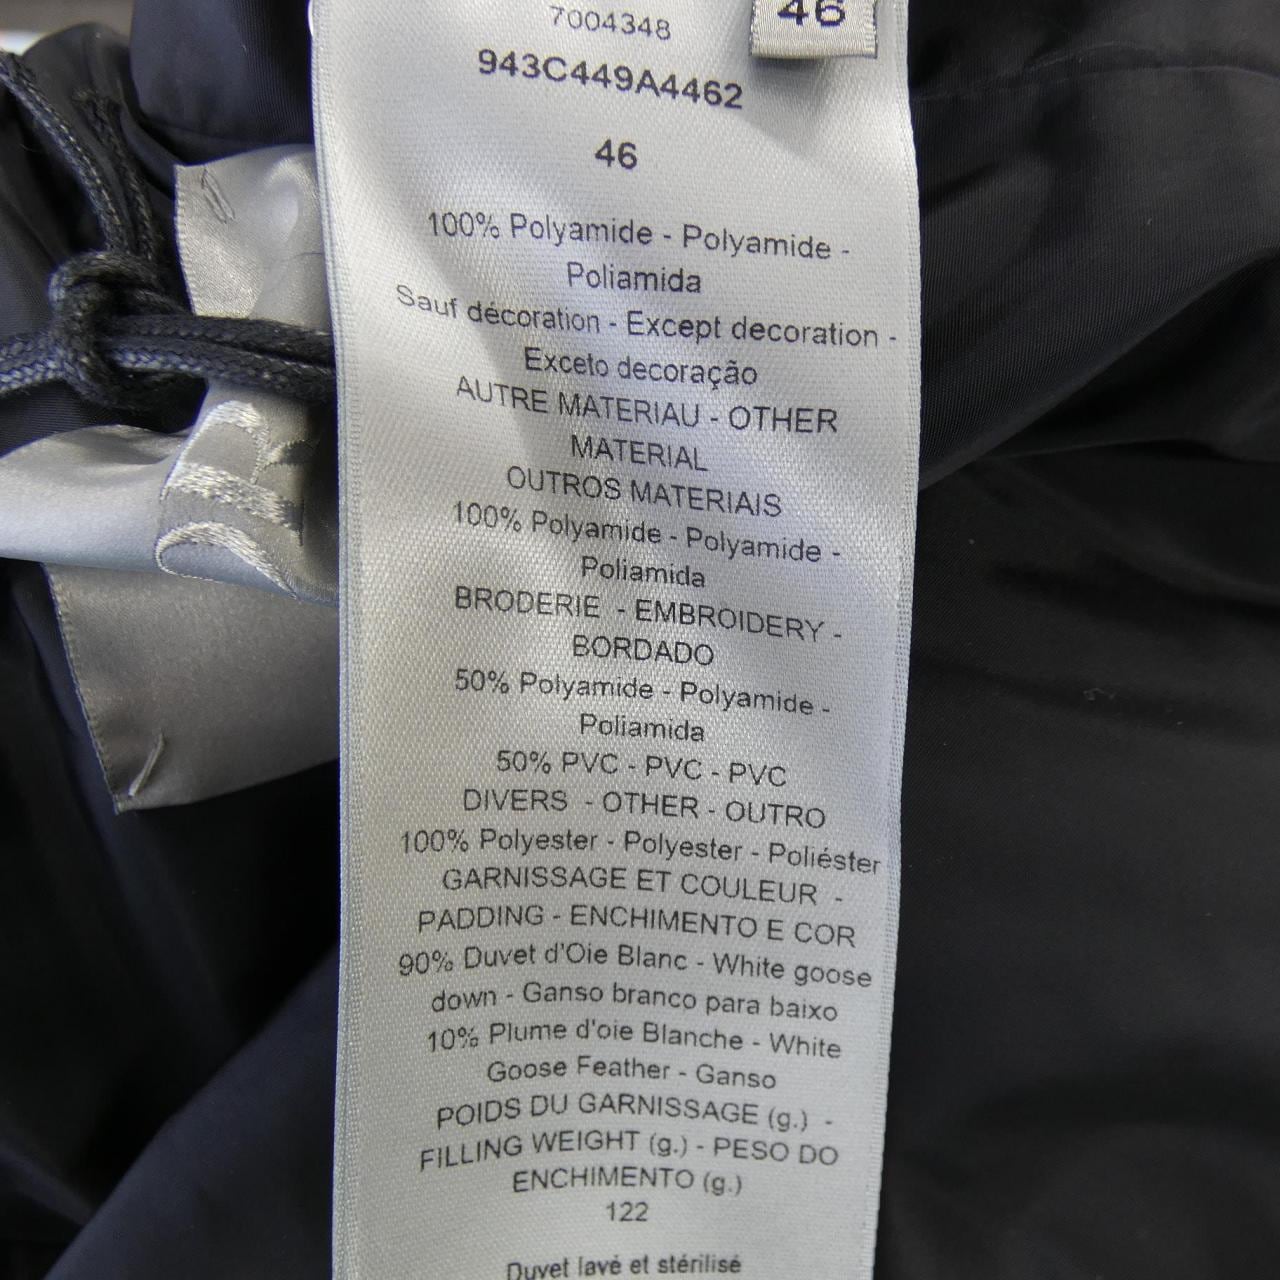 46
7004348
943C449A4462
46
100% Polyamide - Polyamide -
Poliamida
Sauf décoration - Except decoration -
Exceto decoração
AUTRE MATERIAU - OTHER
MATERIAL
OUTROS MATERIAIS
100% Polyamide - Polyamide -
Poliamida
BRODERIE - EMBROIDERY -
BORDADO
50% Polyamide - Polyamide -
Poliamida
50% PVC - PVC - PVC
DIVERS - OTHER - OUTRO
100% Polyester - Polyester - Poliéster
GARNISSAGE ET COULEUR -
PADDING - ENCHIMENTO E COR
90% Duvet d'Oie Blanc - White goose
down - Ganso branco para baixo
10% Plume d'oie Blanche - White
Goose Feather - Ganso
POIDS DU GARNISSAGE (g.) -
FILLING WEIGHT (g.) - PESO DO
ENCHIMENTO (g.)
122
Duvet lavé et stérilisé